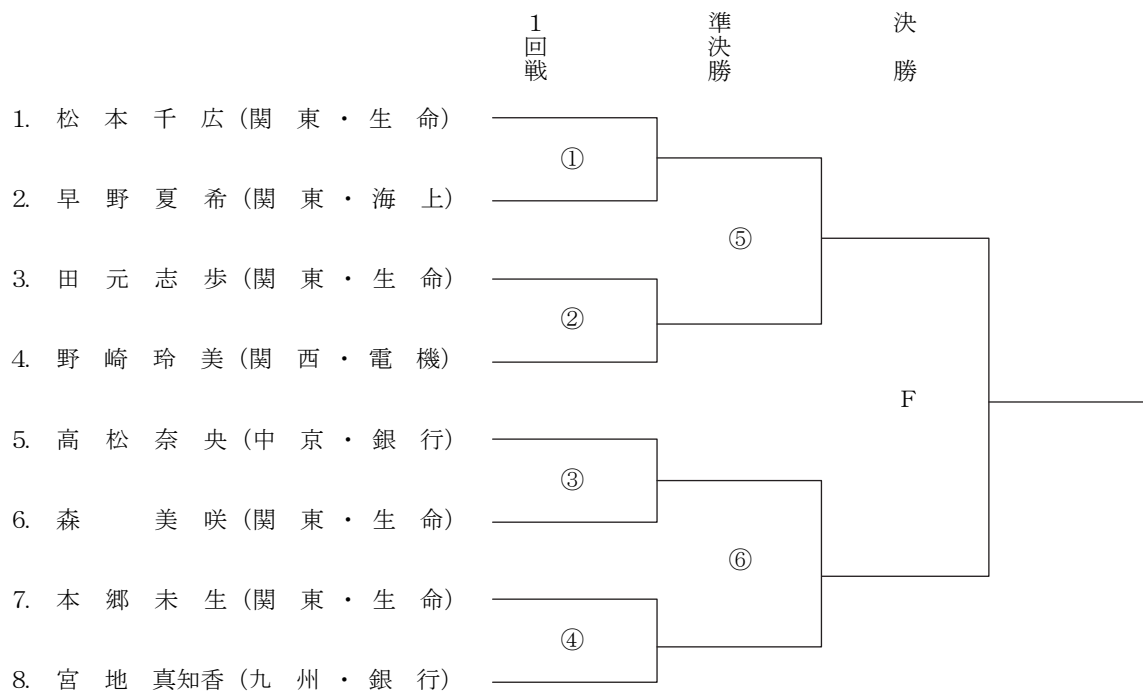 1回戦
準決勝
決勝
1. 松本千広(関東・生命)
①
2. 早野夏希(関東・海上)
⑤
3. 田元志歩(関東・生命)
②
4. 野崎玲美(関西・電機)
F
5. 高松奈央(中京・銀行)
③
6. 森 美咲(関東・生命)
⑥
7. 本郷未生(関東・生命)
④
8. 宮地真知香(九州・銀行)